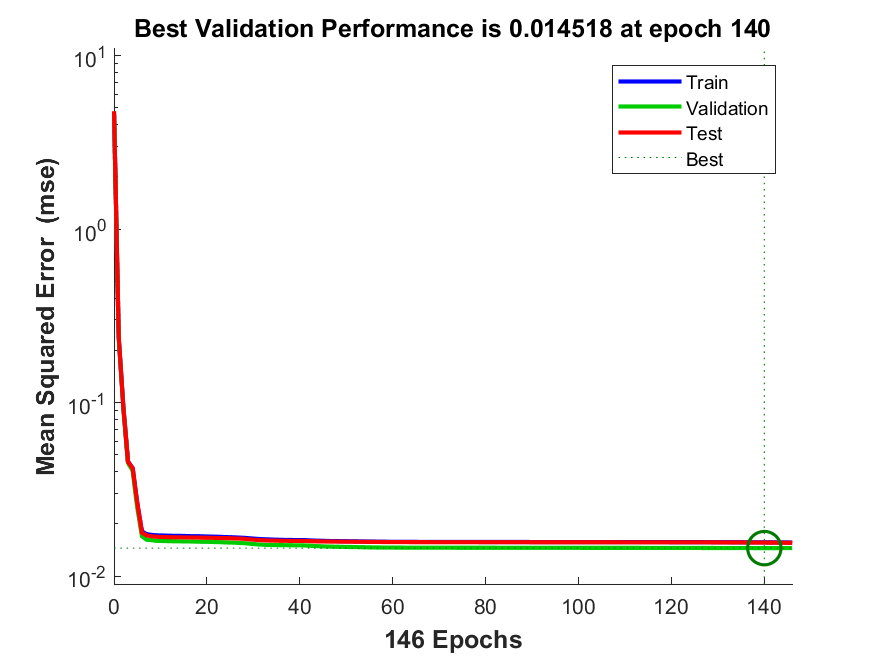 Best Validation Performance is 0.014518 at epoch 140
10^1
10^0
10^-1
10^-2
Mean Squared Error (mse)
Train
Validation
Test
Best
0 20 40 60 80 100 120 140
146 Epochs